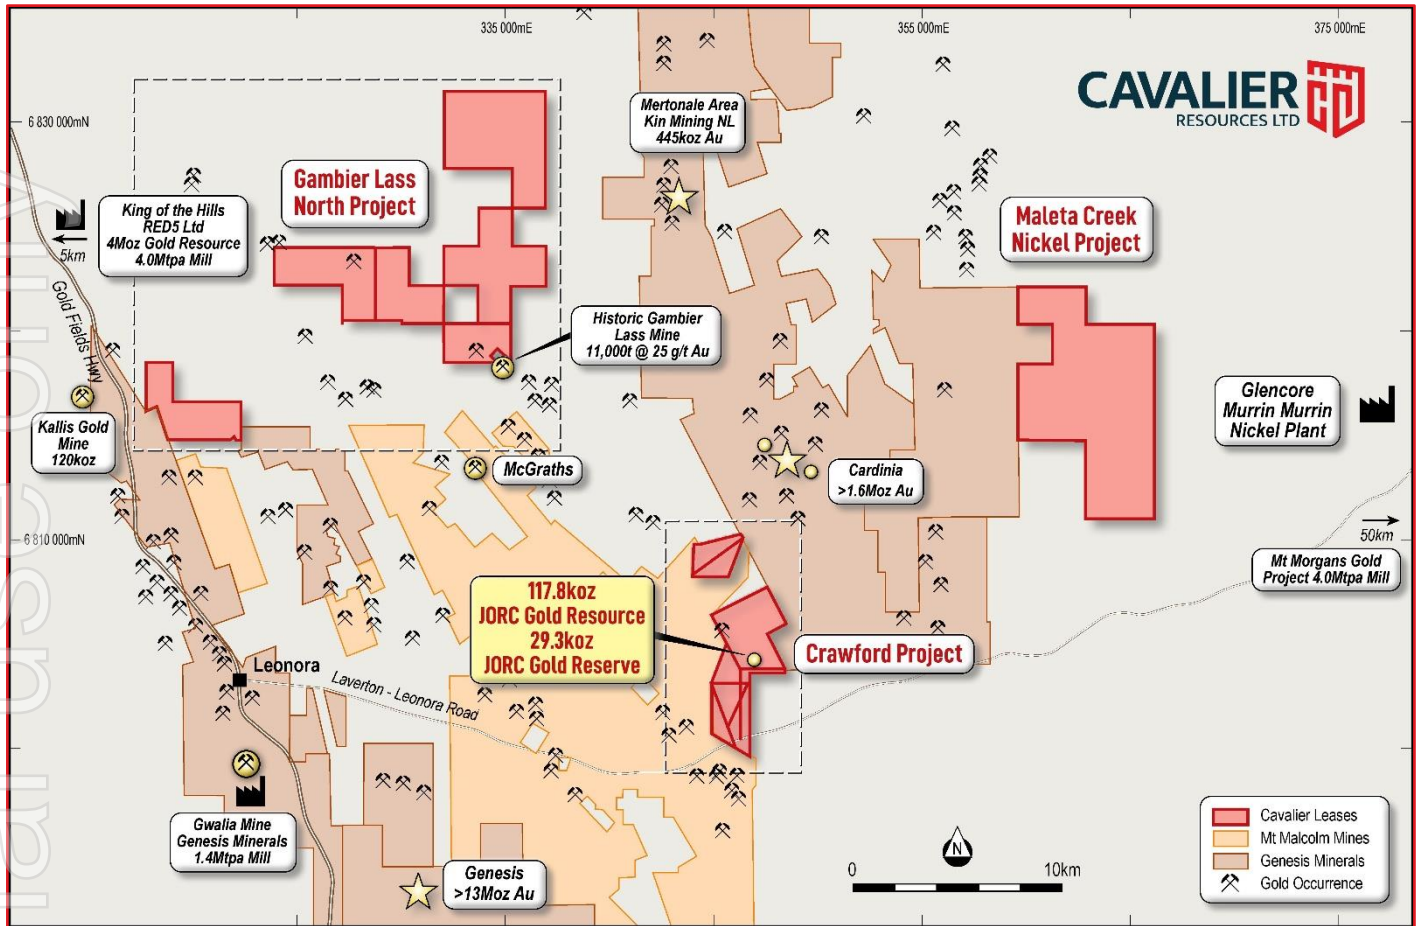 335 000mE
355 000mE
375 000mE
CAVALIER
RESOURCES LTD
6 830 000mN
Mertonale Area
Kin Mining NL
445koz Au
Gambier Lass
North Project
King of the Hills
RED5 Ltd
4Moz Gold Resource
4.0Mtpa Mill
5km
Maleta Creek
Nickel Project
Gold Fields Hwy
Historic Gambier
Lass Mine
11,000t @ 25 g/t Au
Glencore
Murrin Murrin
Nickel Plant
Kallis Gold
Mine
120koz
McGraths
Cardinia
>1.6Moz Au
6 810 000mN
50km
Mt Morgans Gold
Project 4.0Mtpa Mill
117.8koz
JORC Gold Resource
29.3koz
JORC Gold Reserve
Crawford Project
Leonora
Laverton - Leonora Road
Gwalia Mine
Genesis Minerals
1.4Mtpa Mill
Genesis
>13Moz Au
N
0
10km
Cavalier Leases
Mt Malcolm Mines
Genesis Minerals
Gold Occurrence